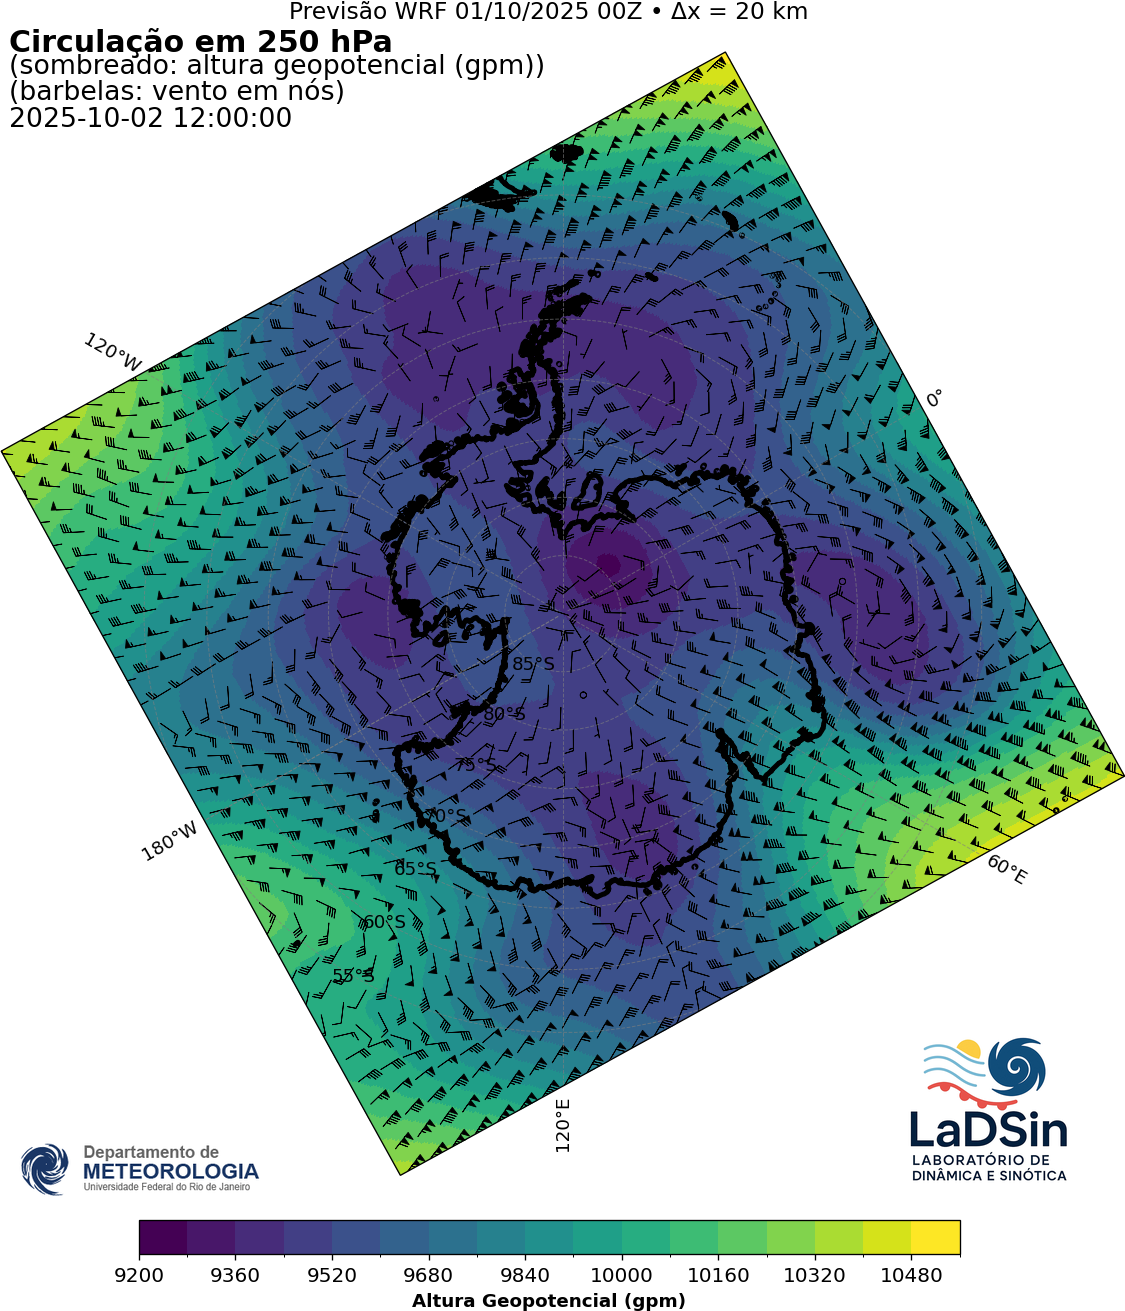 Previsão WRF 01/10/2025 00Z • Δx = 20 km
Circulação em 250 hPa
(sombreado: altura geopotencial (gpm))
(barbelas: vento em nós)
2025-10-02 12:00:00
120°W
0°
85°S
80°S
75°S
70°S
180°W
65°S
60°E
60°S
55°S
120°E
LaDSin
LABORATÓRIO DE
DINÂMICA E SINÓTICA
Departamento de
METEOROLOGIA
Universidade Federal do Rio de Janeiro
9200 9360 9520 9680 9840 10000 10160 10320 10480
Altura Geopotencial (gpm)